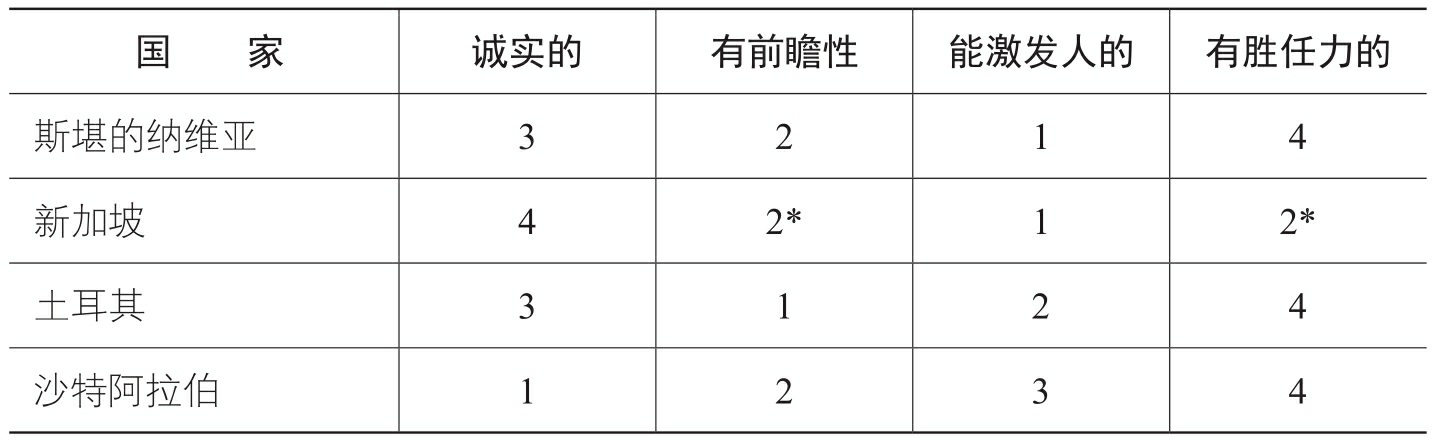 国 家 诚实的 有前瞻性 能激发人的 有胜任力的
斯堪的纳维亚 3 2 1 4
新加坡 4 2* 1 2*
土耳其 3 1 2 4
沙特阿拉伯 1 2 3 4